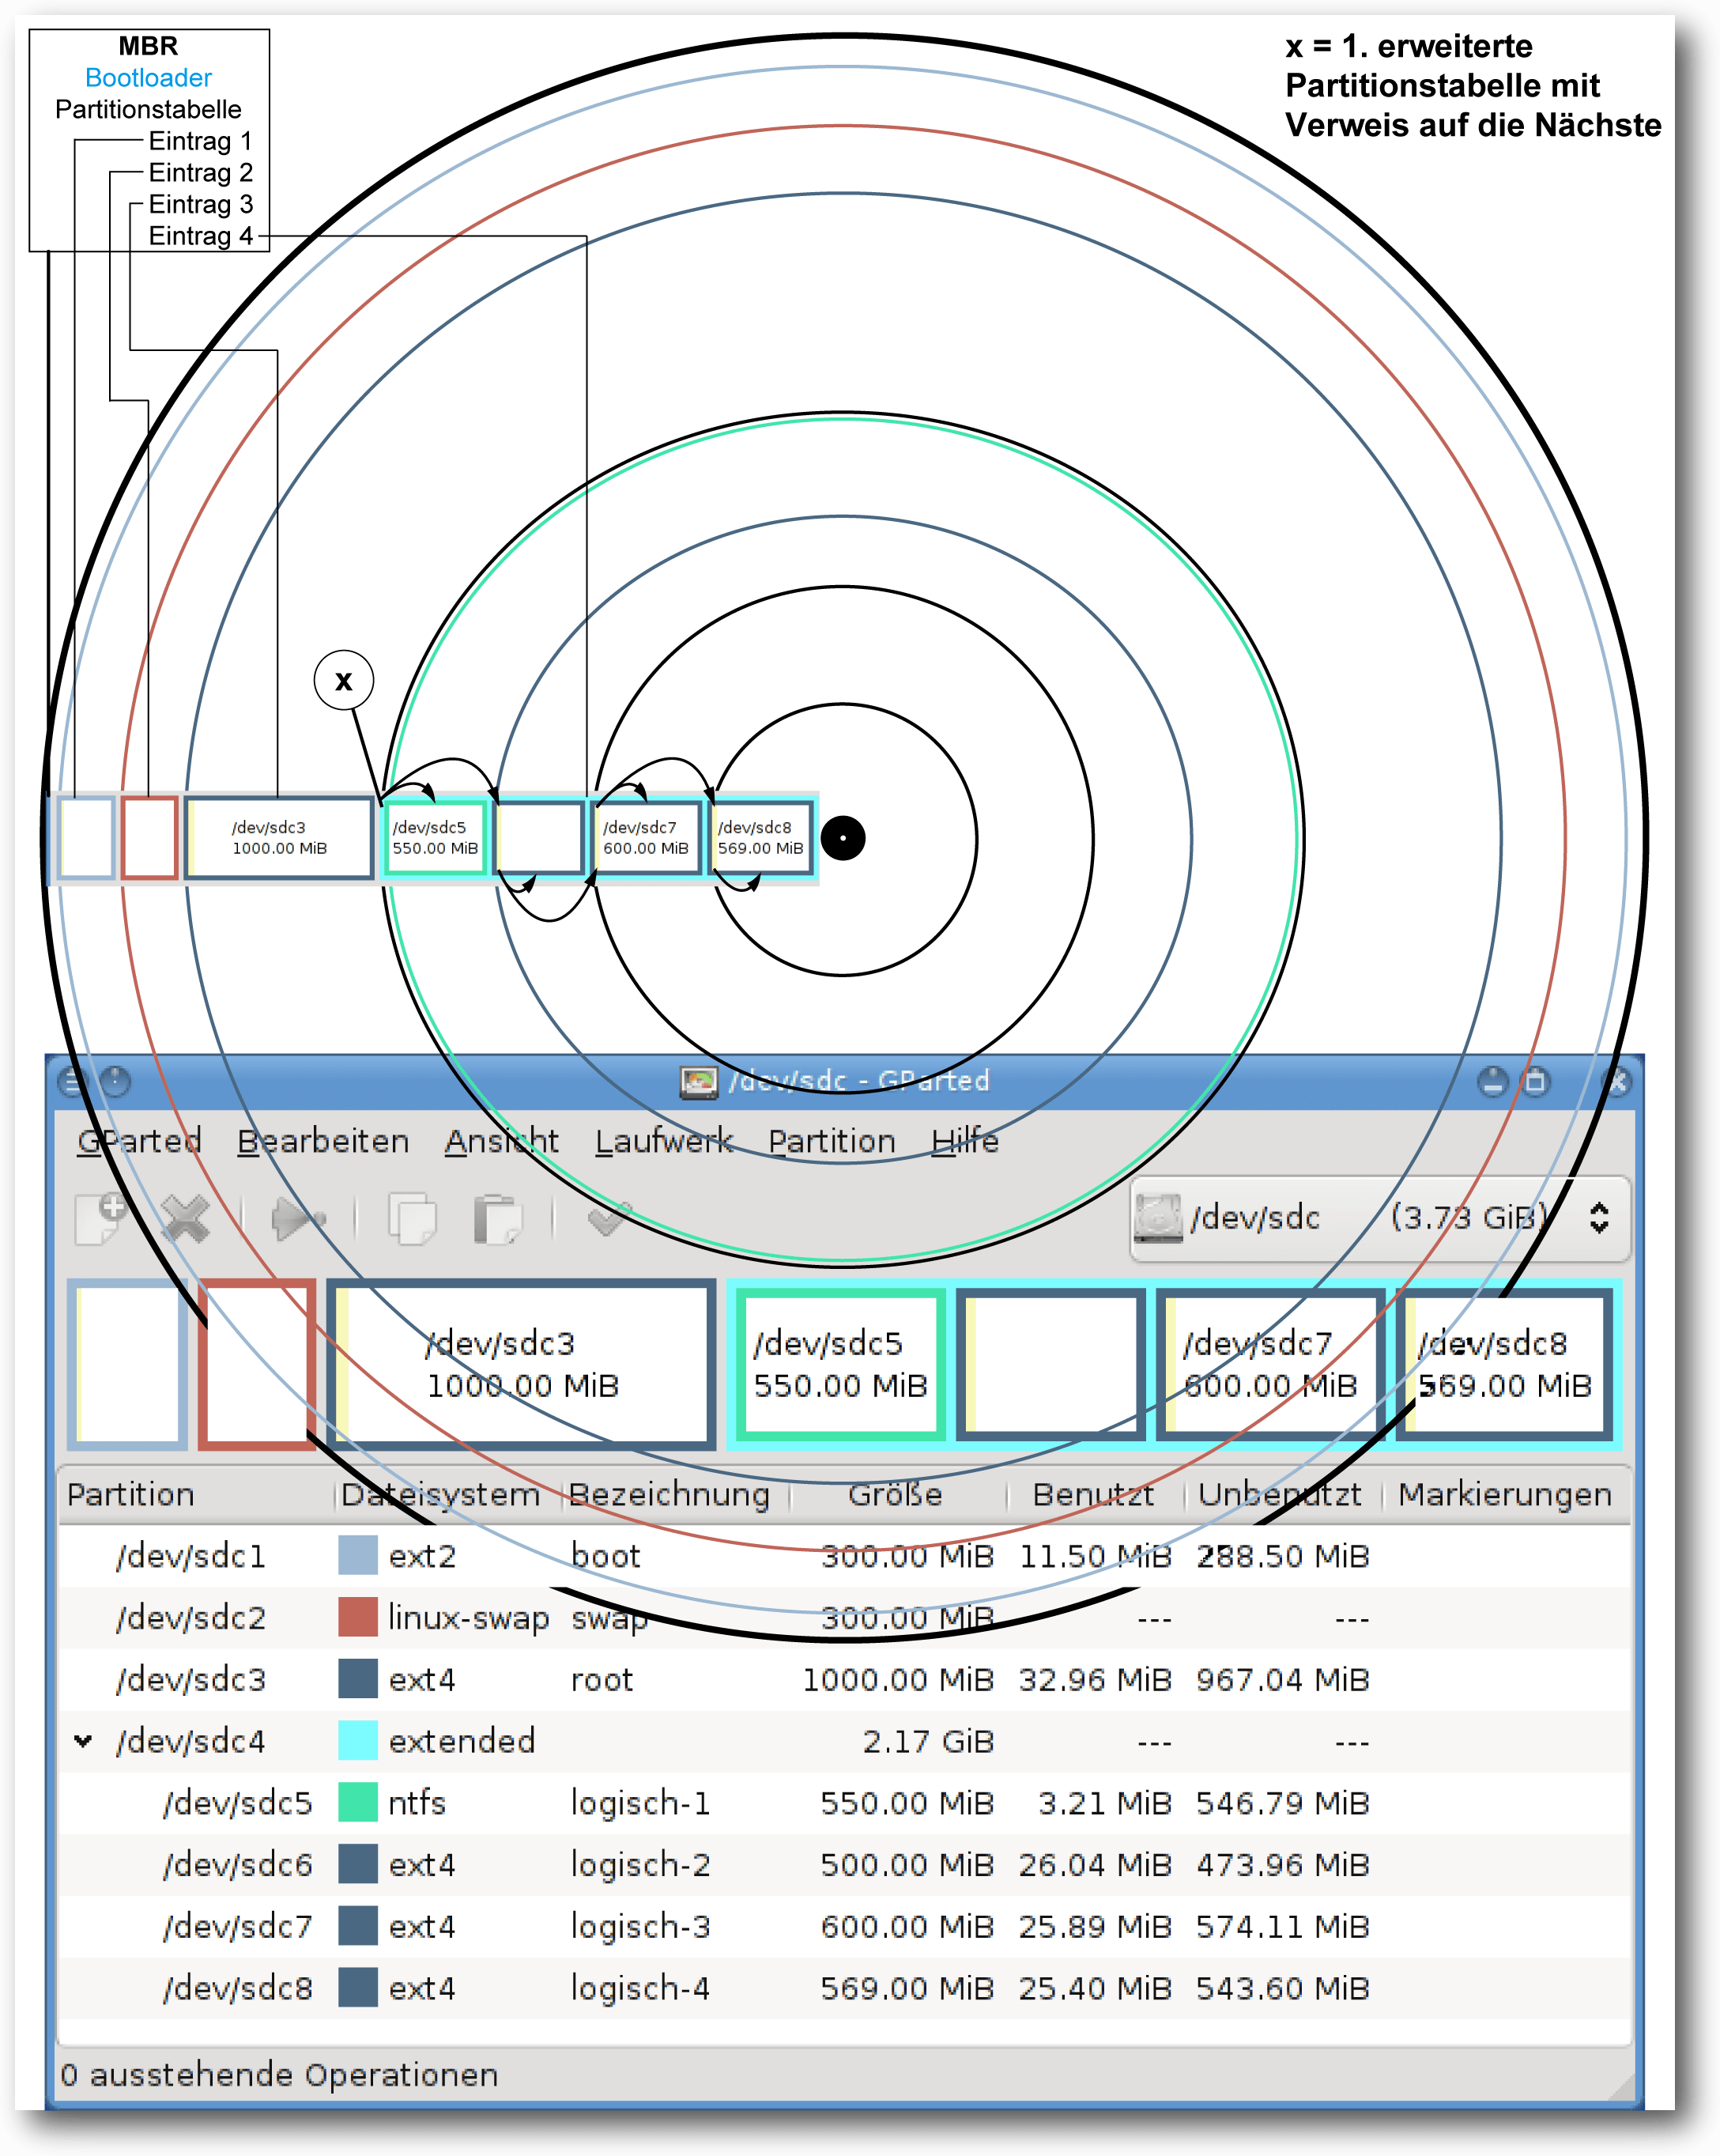 MBR
Bootloader
Partitionstabelle
Eintrag 1
Eintrag 2
Eintrag 3
Eintrag 4
x = 1. erweiterte
Partitionstabelle mit
Verweis auf die Nächste
x
/dev/sdc3
1000.00 MiB
/dev/sdc5
550.00 MiB
/dev/sdc7
600.00 MiB
/dev/sdc8
569.00 MiB
/dev/sdc - GParted
GParted Bearbeiten Ansicht Laufwerk Partition Hilfe
/dev/sdc (3.73 GiB)
/dev/sdc3
1000.00 MiB
/dev/sdc5
550.00 MiB
/dev/sdc7
600.00 MiB
/dev/sdc8
569.00 MiB
Partition Dateisystem Bezeichnung Größe Benutzt Unbenutzt Markierungen
/dev/sdc1 ext2 boot 300.00 MiB 11.50 MiB 288.50 MiB
/dev/sdc2 linux-swap swap 300.00 MiB --- ---
/dev/sdc3 ext4 root 1000.00 MiB 32.96 MiB 967.04 MiB
/dev/sdc4 extended 2.17 GiB --- ---
/dev/sdc5 ntfs logisch-1 550.00 MiB 3.21 MiB 546.79 MiB
/dev/sdc6 ext4 logisch-2 500.00 MiB 26.04 MiB 473.96 MiB
/dev/sdc7 ext4 logisch-3 600.00 MiB 25.89 MiB 574.11 MiB
/dev/sdc8 ext4 logisch-4 569.00 MiB 25.40 MiB 543.60 MiB
0 ausstehende Operationen